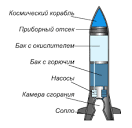 Космический корабль
Приборный отсек
Бак с окислителем
Бак с горючим
Насосы
Камера сгорания
Сопло